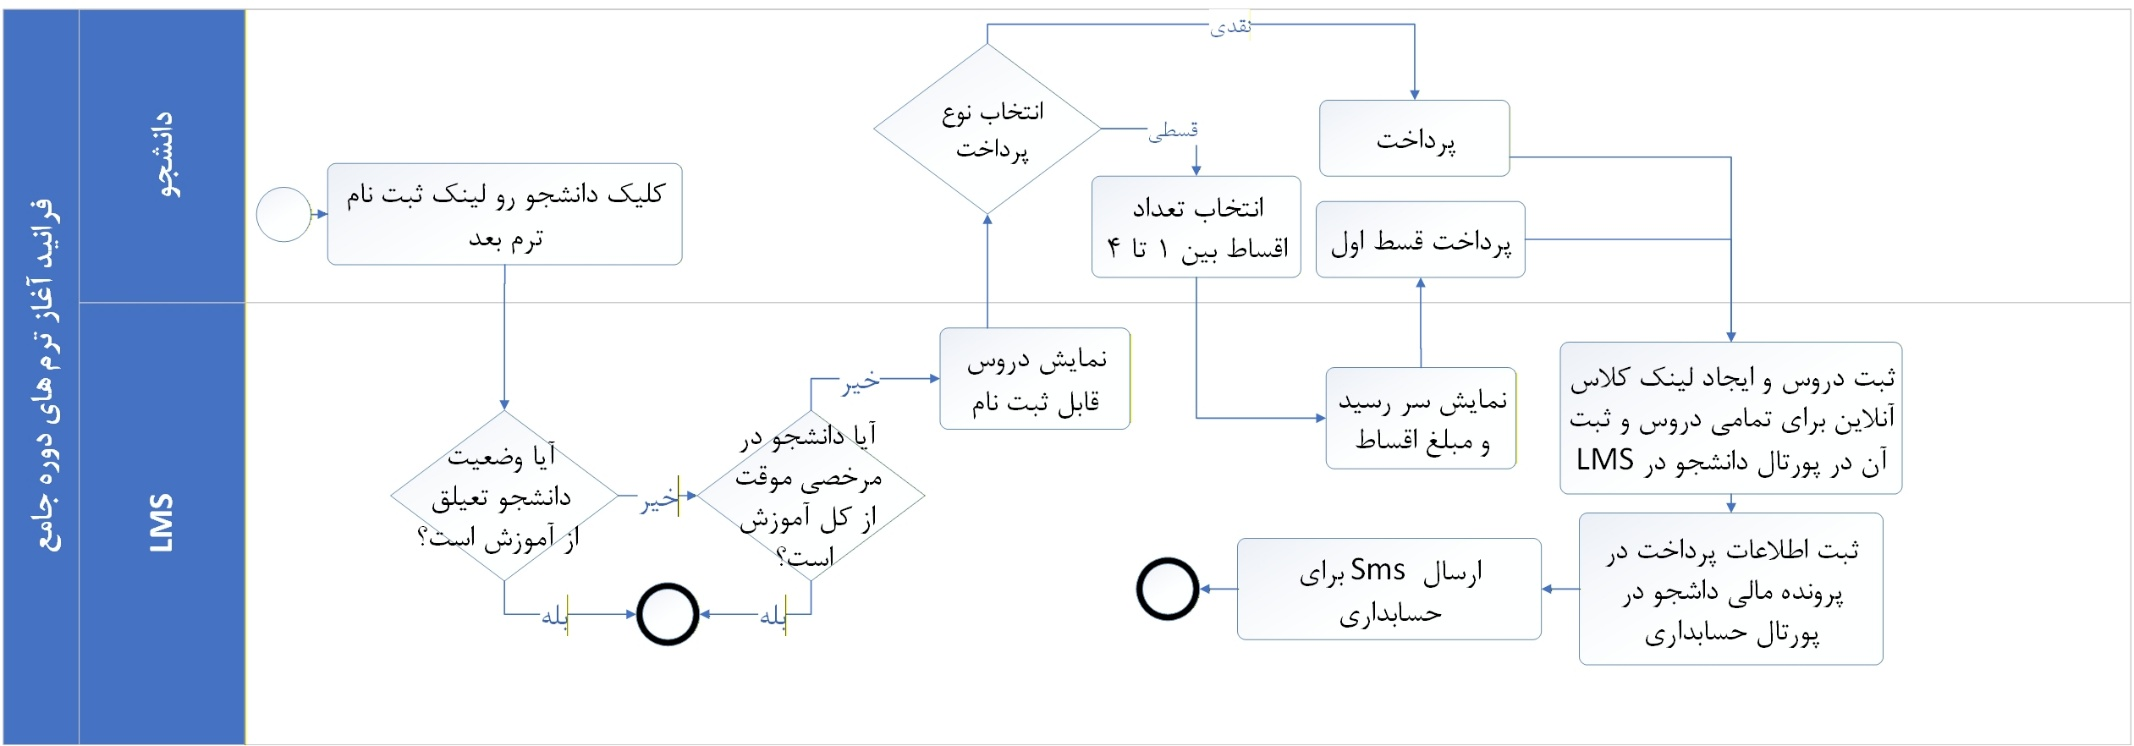 فرانید آغاز ترم های دوره جامع
دانشجو
LMS
کلیک دانشجو رو لینک ثبت نام
ترم بعد
آیا وضعیت
دانشجو تعیلق
از آموزش است؟
خیر
بله
آیا دانشجو در
مرخصی موقت
از کل آموزش
است؟
خیر
بله
نمایش دروس
قابل ثبت نام
انتخاب نوع
پرداخت
نقدی
قسطی
پرداخت
انتخاب تعداد
اقساط بین ۱ تا ۴
نمایش سر رسید
و مبلغ اقساط
پرداخت قسط اول
ثبت دروس و ایجاد لینک کلاس
آنلاین برای تمامی دروس و ثبت
آن در پورتال دانشجو در LMS
ثبت اطلاعات پرداخت در
پرونده مالی داشجو در
پورتال حسابداری
ارسال Sms برای
حسابداری